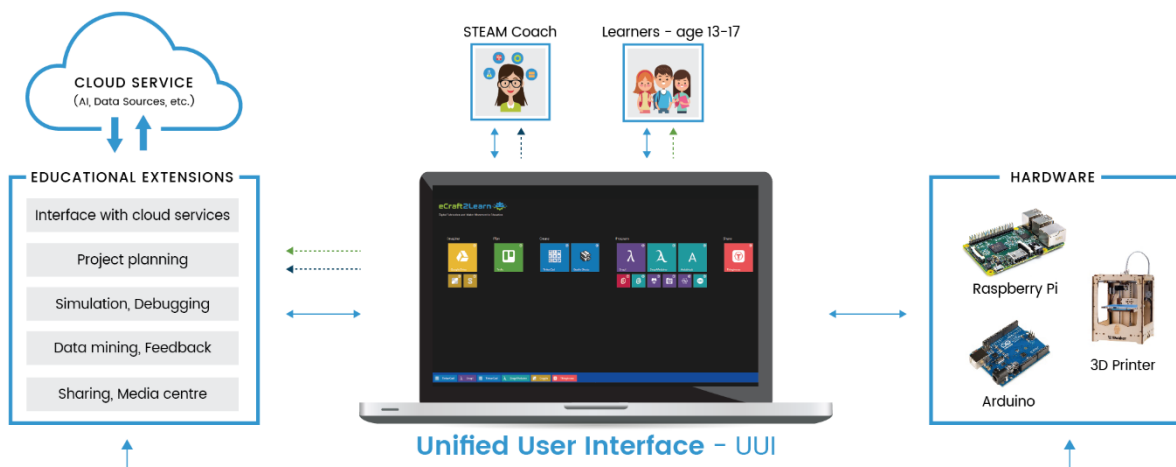 STEAM Coach
Learners - age 13-17
CLOUD SERVICE
(AI, Data Sources, etc.)
EDUCATIONAL EXTENSIONS
Interface with cloud services
Project planning
Simulation, Debugging
Data mining, Feedback
Sharing, Media centre
eCraft2Learn
HARDWARE
Raspberry Pi
3D Printer
Arduino
Unified User Interface - UUI